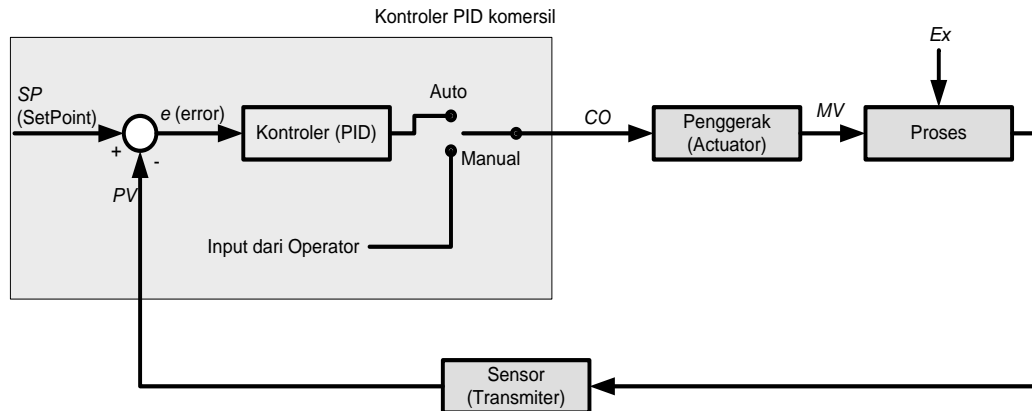 Kontroler PID komersil
Ex
SP
(SetPoint)
e (error)
Auto
CO
MV
Kontroler (PID)
Penggerak
(Actuator)
Proses
+
-
Manual
PV
Input dari Operator
Sensor
(Transmiter)